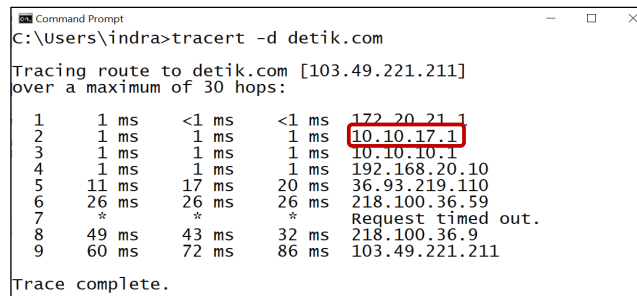 Command Prompt
C:\Users\indra>tracert -d detik.com
Tracing route to detik.com [103.49.221.211]
over a maximum of 30 hops:
1 1 ms <1 ms <1 ms 172.20.21.1
2 1 ms 1 ms 1 ms 10.10.17.1
3 1 ms 1 ms 1 ms 10.10.10.1
4 1 ms 1 ms 1 ms 192.168.20.10
5 11 ms 17 ms 20 ms 36.93.219.110
6 26 ms 26 ms 26 ms 218.100.36.59
7 * * * Request timed out.
8 49 ms 43 ms 32 ms 218.100.36.9
9 60 ms 72 ms 86 ms 103.49.221.211
Trace complete.